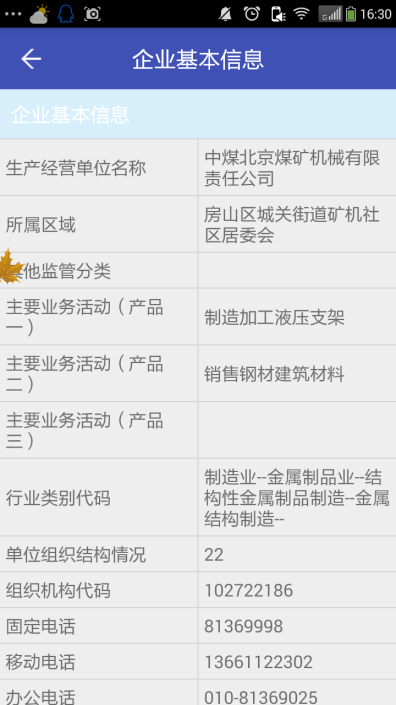 16:30
企业基本信息
企业基本信息
生产经营单位名称
中煤北京煤矿机械有限
责任公司
所属区域
房山区城关街道矿机社
区居委会
其他监管分类
主要业务活动（产品
一）
制造加工液压支架
主要业务活动（产品
二）
销售钢材建筑材料
主要业务活动（产品
三）
行业类别代码
制造业--金属制品业--结
构性金属制品制造--金属
结构制造--
单位组织结构情况
22
组织机构代码
102722186
固定电话
81369998
移动电话
13661122302
办公电话
010-81369025